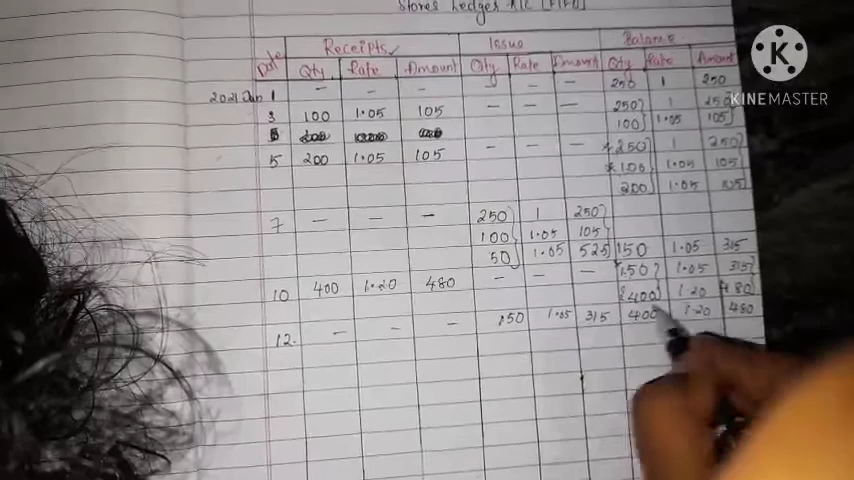 Stores Ledger A/c [FIFO]
Date Receipts Issue Balance
Qty Rate Amount Qty Rate Amount Qty Rate Amount
2021 Jan 1 - - - - - - 250 1 250
3 100 1.05 105 - - - 250 1 250
100 1.05 105
5 200 1.05 105 - - - 250 1 250
100 1.05 105
200 1.05 105
7 - - - 250 1 250
100 1.05 105
50 1.05 525 150 1.05 315
10 400 1.20 480 - - - 150 1.05 315
400 1.20 480
12. - - - 150 1.05 315 400 1.20 480
K
KINEMASTER